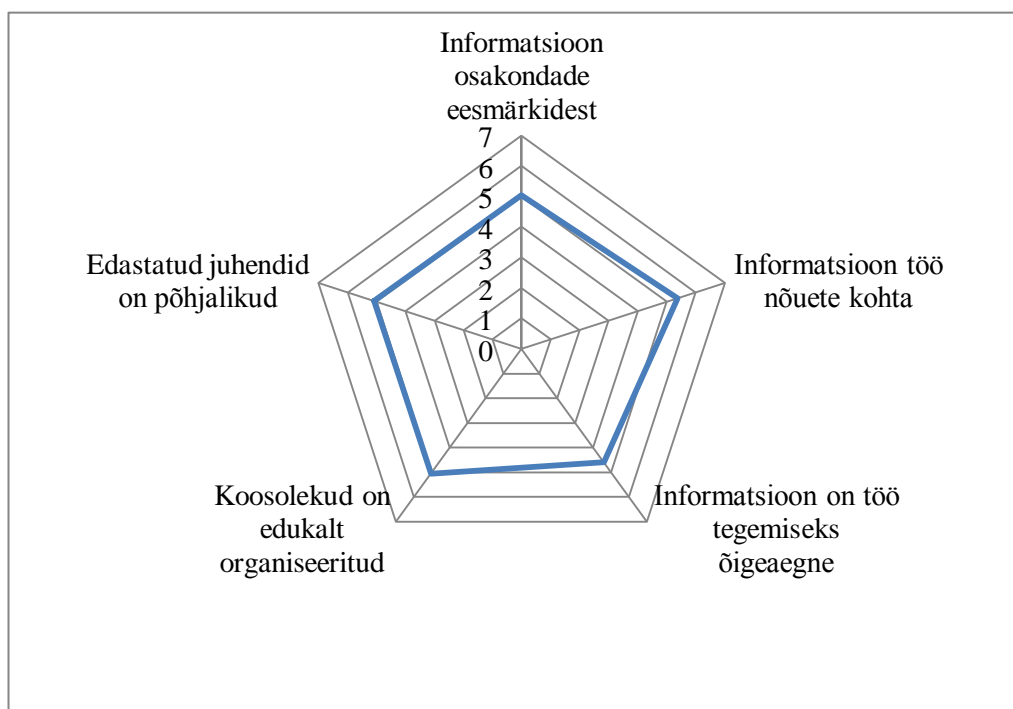 Informatsioon
osakondade
eesmärkidest
7
6
5
4
3
2
1
0
Informatsioon töö
nõuete kohta
Informatsioon on töö
tegemiseks
õigeaegne
Koosolekud on
edukalt
organiseeritud
Edastatud juhendid
on põhjalikud